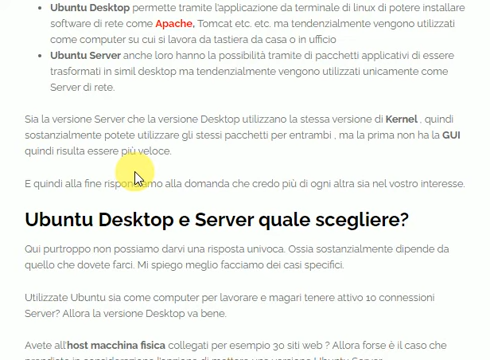 Ubuntu Desktop permette tramite l'applicazione da terminale di linux di potere installare
software di rete come Apache, Tomcat etc. etc. ma tendenzialmente vengono utilizzati
come computer su cui si lavora da tastiera da casa o in ufficio
Ubuntu Server anche loro hanno la possibilità tramite di pacchetti applicativi di essere
trasformati in simil desktop ma tendenzialmente vengono utilizzati unicamente come
Server di rete.
Sia la versione Server che la versione Desktop utilizzano la stessa versione di Kernel , quindi
sostanzialmente potete utilizzare gli stessi pacchetti per entrambi , ma la prima non ha la GUI
quindi risulta essere più veloce.
E quindi alla fine rispondiamo alla domanda che credo più di ogni altra sia nel vostro interesse.
Ubuntu Desktop e Server quale scegliere?
Qui purtroppo non possiamo darvi una risposta univoca. Ossia sostanzialmente dipende da
quello che dovete farci. Mi spiego meglio facciamo dei casi specifici.
Utilizzate Ubuntu sia come computer per lavorare e magari tenere attivo 10 connessioni
Server? Allora la versione Desktop va bene.
Avete all'host macchina fisica collegati per esempio 30 siti web ? Allora forse è il caso che